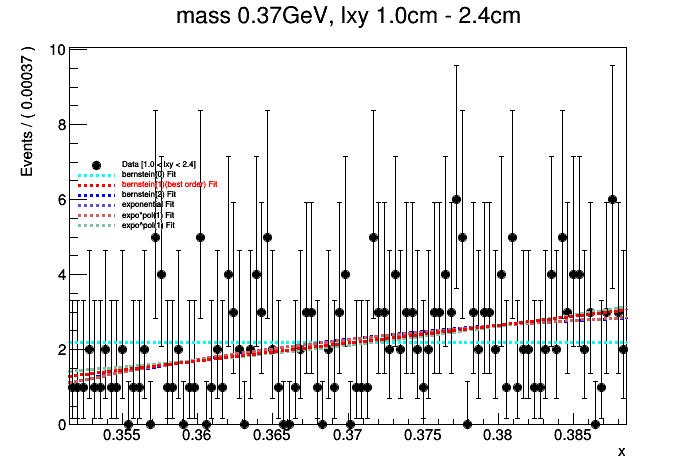 mass 0.37GeV, lxy 1.0cm - 2.4cm
Events / ( 0.00037 )
10
8
6
4
2
0
Data [1.0 < lxy < 2.4]
bernstein[0) Fit
bernstein[1)(best order) Fit
bernstein[2) Fit
exponential Fit
expo*pol(1) Fit
expo^pol(1) Fit
0.355 0.36 0.365 0.37 0.375 0.38 0.385
x